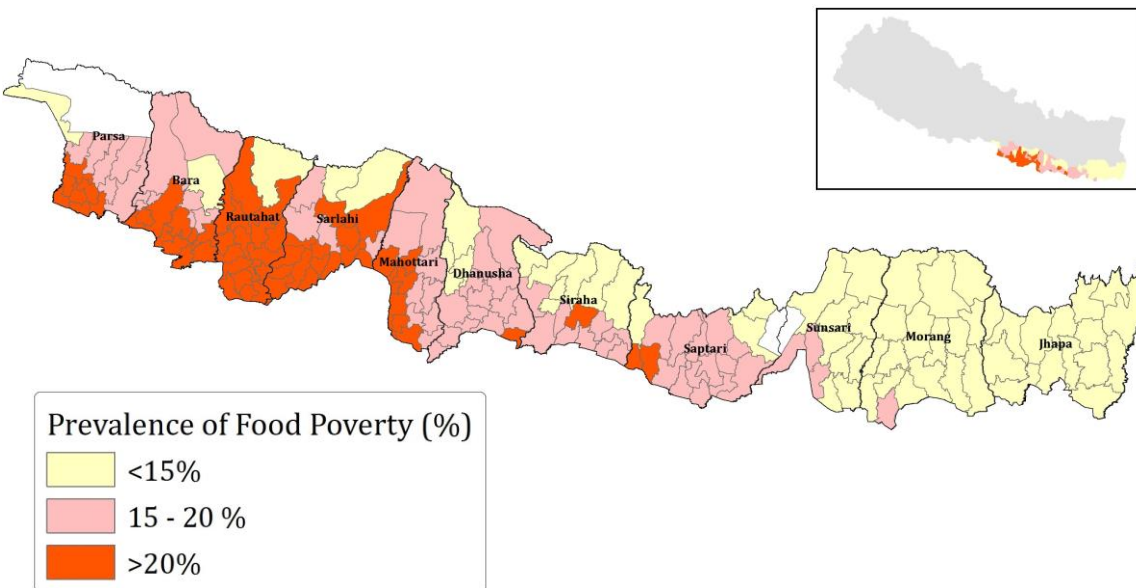 Parsa
Bara
Rautahat
Sarlahi
Mahottari
Dhanusha
Siraha
Saptari
Sunsari
Morang
Jhapa
Prevalence of Food Poverty (%)
<15%
15 - 20 %
>20%